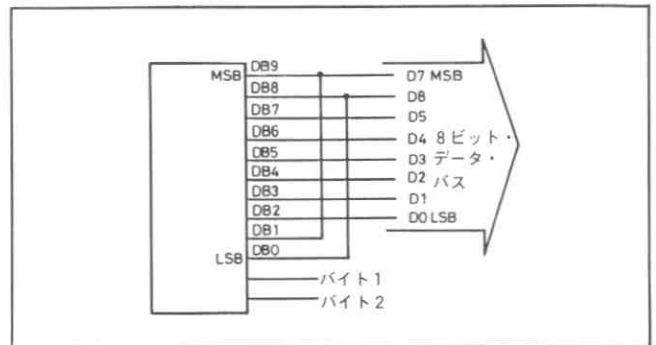 DB9
MSB
D7 MSB
DB8
D8
DB7
D5
DB6
D4 8ビット・
DB5
D3 データ・
DB4
D2 バス
DB3
D1
DB2
D0 LSB
DB1
DB0
LSB
バイト1
バイト2